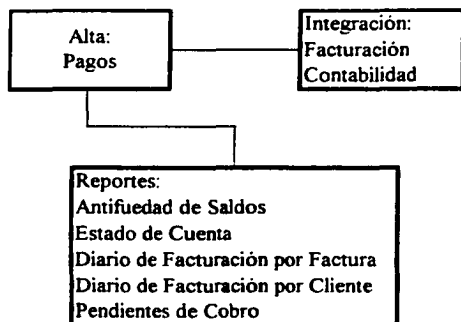 Alta:
Pagos
Integración:
Facturación
Contabilidad
Reportes:
Antifuedad de Saldos
Estado de Cuenta
Diario de Facturación por Factura
Diario de Facturación por Cliente
Pendientes de Cobro